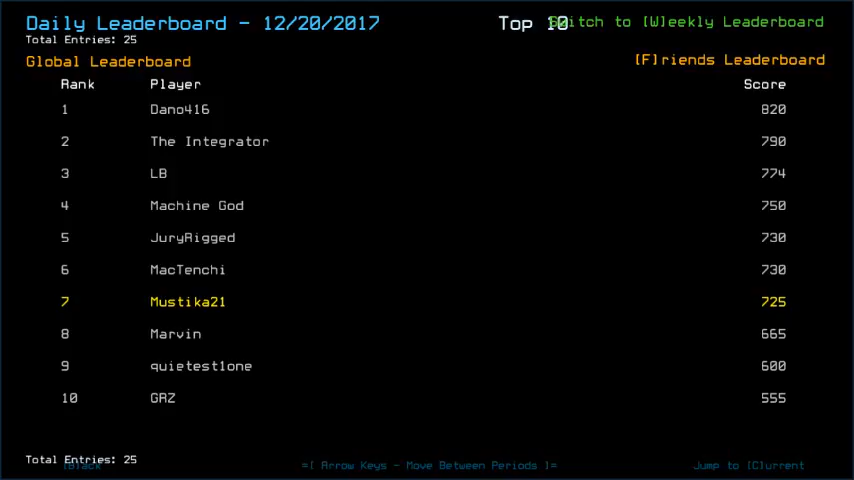 Daily Leaderboard - 12/20/2017 Top 10 Switch to [W]eekly Leaderboard
Total Entries: 25
Global Leaderboard [F]riends Leaderboard
Rank Player Score
1 Dano416 820
2 The Integrator 790
3 LB 774
4 Machine God 750
5 JuryRigged 730
6 MacTenchi 730
7 Mustika21 725
8 Marvin 665
9 quietest1one 600
10 GRZ 555
Total Entries: 25
[B]ack =[ Arrow Keys - Move Between Periods ]= Jump to [C]urrent